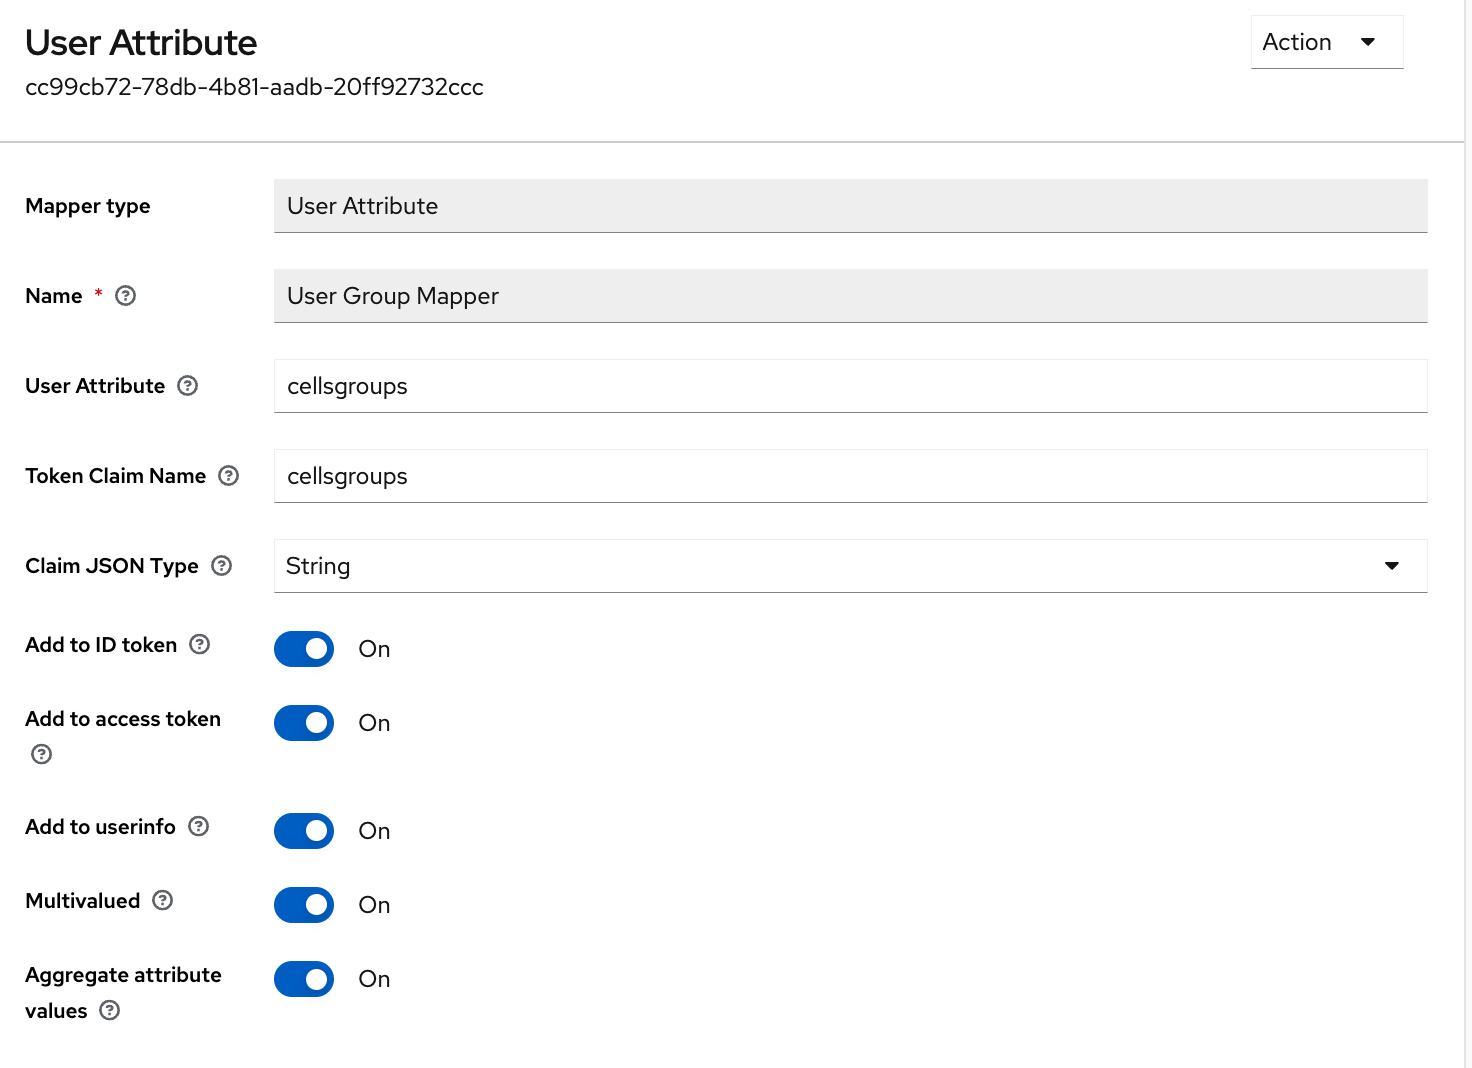 User Attribute
Action
cc99cb72-78db-4b81-aadb-20ff92732ccc
Mapper type
User Attribute
Name *
User Group Mapper
User Attribute
cellsgroups
Token Claim Name
cellsgroups
Claim JSON Type
String
Add to ID token
On
Add to access token
On
Add to userinfo
On
Multivalued
On
Aggregate attribute
values
On